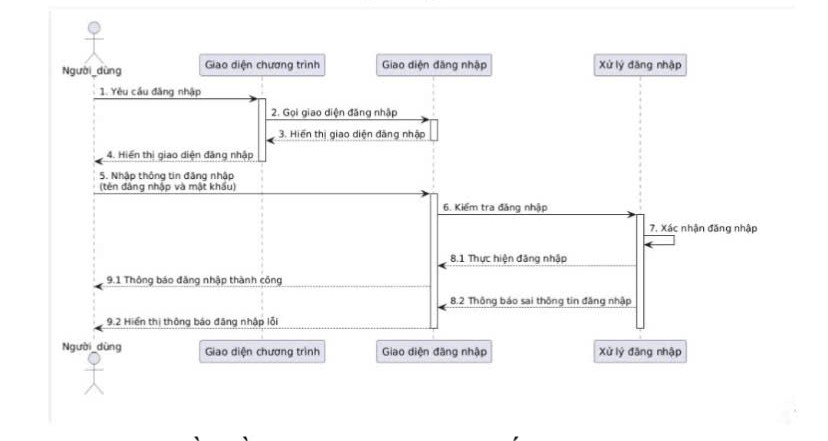 Người_dùng
Giao diện chương trình
Giao diện đăng nhập
Xử lý đăng nhập
1. Yêu cầu đăng nhập
2. Gọi giao diện đăng nhập
3. Hiển thị giao diện đăng nhập
4. Hiển thị giao diện đăng nhập
5. Nhập thông tin đăng nhập
(tên đăng nhập và mật khẩu)
6. Kiểm tra đăng nhập
7. Xác nhận đăng nhập
8.1 Thực hiện đăng nhập
9.1 Thông báo đăng nhập thành công
8.2 Thông báo sai thông tin đăng nhập
9.2 Hiển thị thông báo đăng nhập lỗi
Người_dùng
Giao diện chương trình
Giao diện đăng nhập
Xử lý đăng nhập